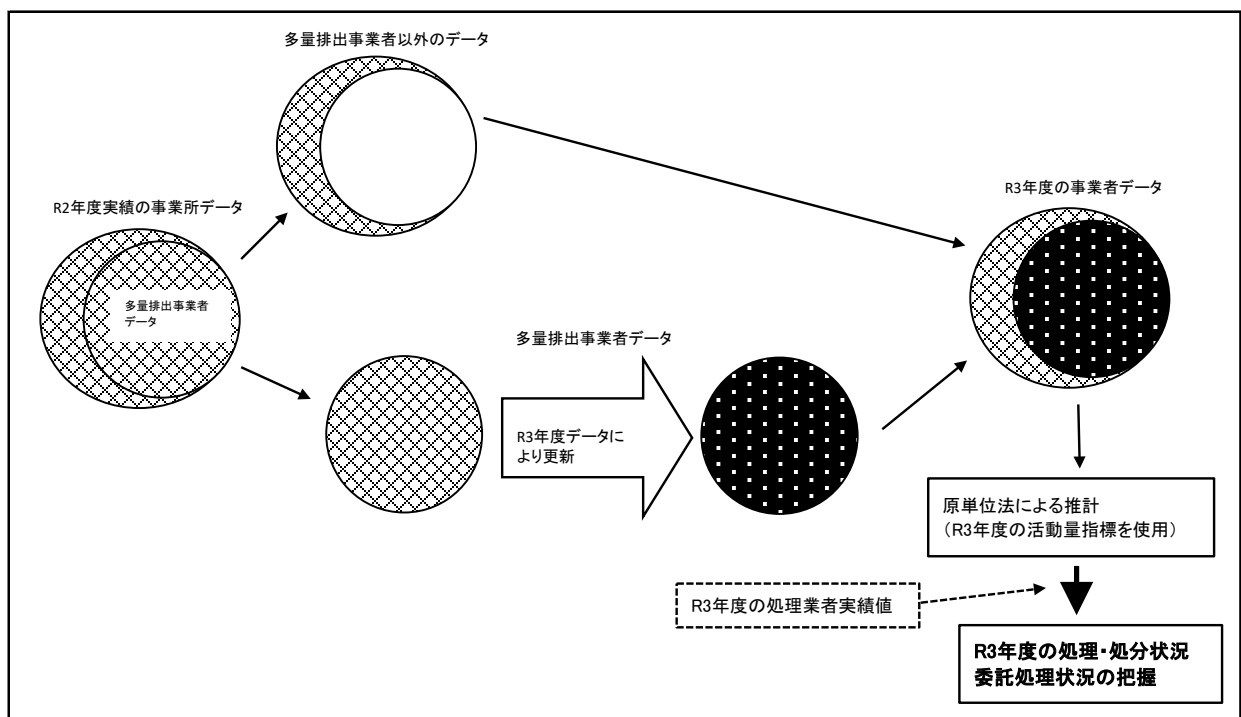 多量排出事業者以外のデータ
R2年度実績の事業所データ
R3年度の事業者データ
多量排出事業者
データ
多量排出事業者データ
R3年度データに
より更新
原単位法による推計
（R3年度の活動量指標を使用）
R3年度の処理業者実績値
R3年度の処理・処分状況
委託処理状況の把握